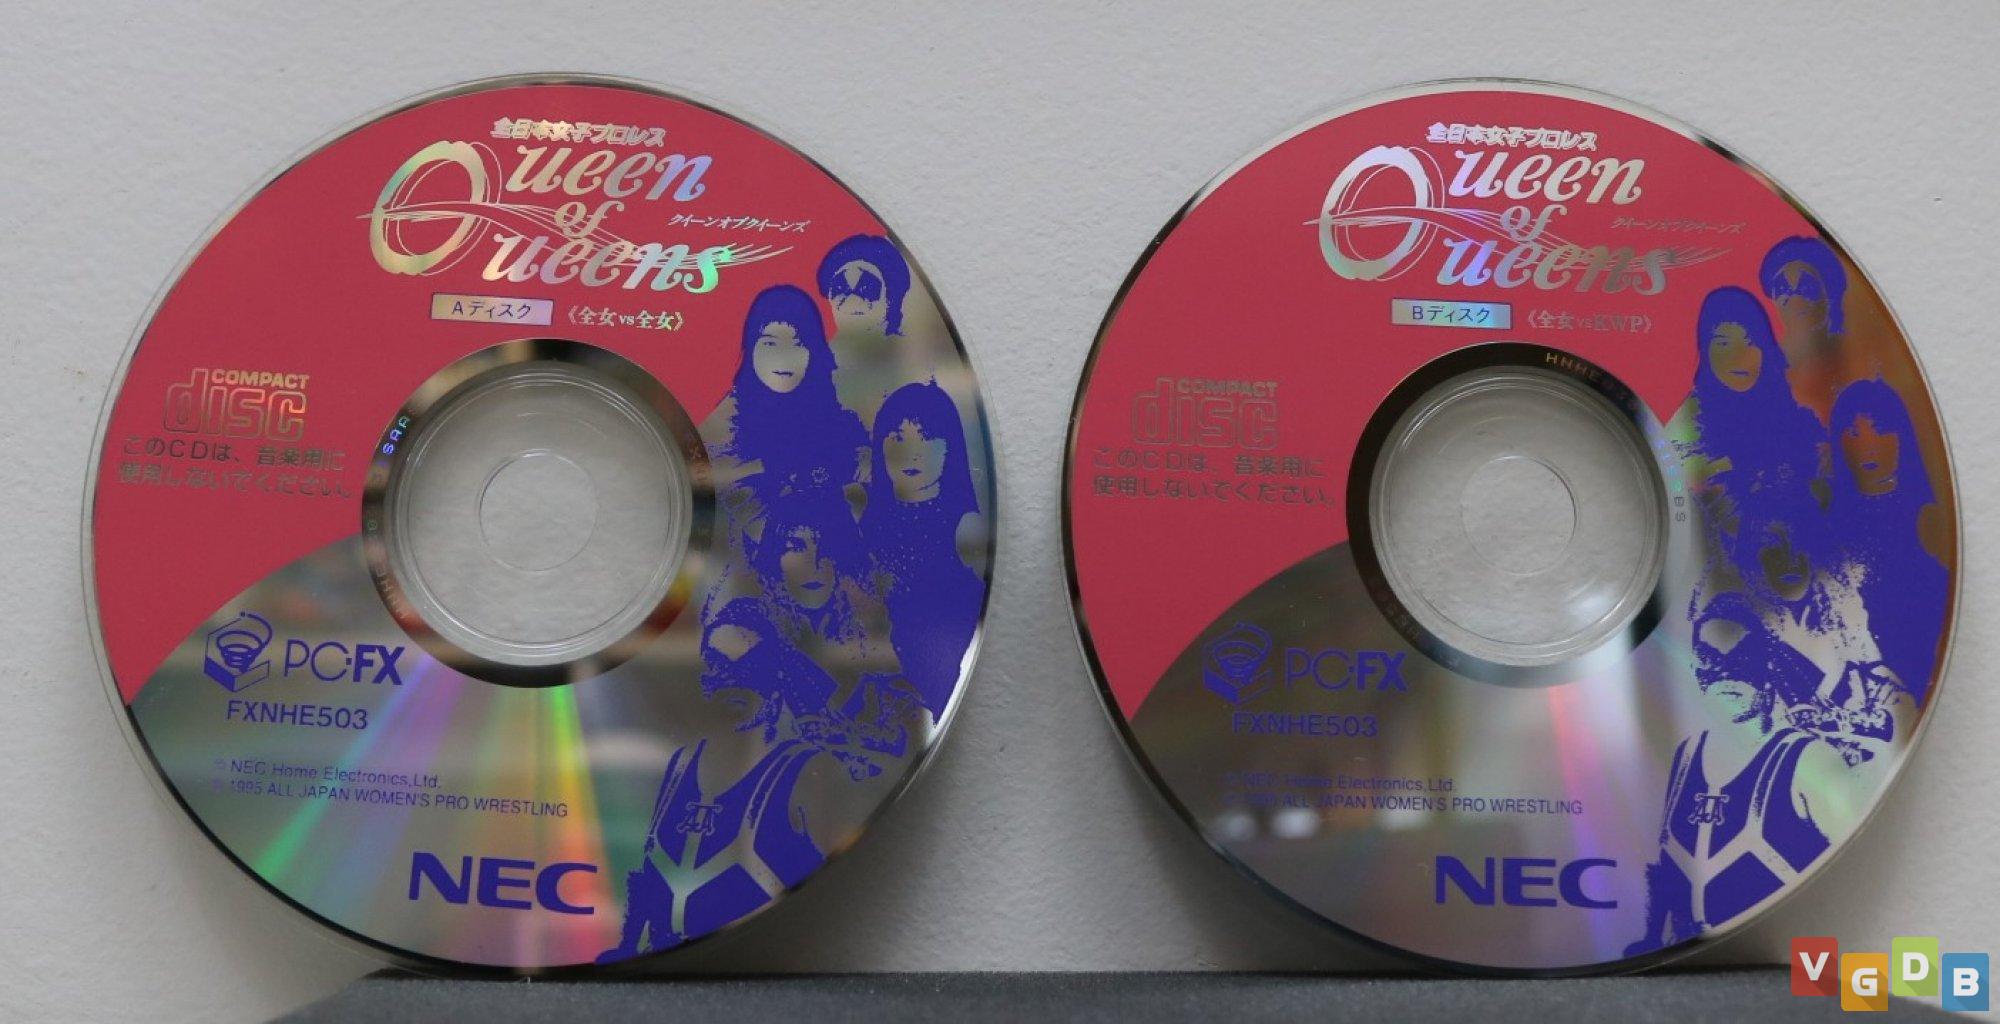 全日本女子プロレス
Queen
of
Queens
クイーンオブクイーンズ
Aディスク
《全女vs全女》
COMPACT
disc
このCDは、音楽用に
使用しないでください。
PC-FX
FXNHE503
© NEC Home Electronics,Ltd.
© 1995 ALL JAPAN WOMEN'S PRO WRESTLING
NEC
全日本女子プロレス
Queen
of
Queens
クイーンオブクイーンズ
Bディスク
《全女vsKWP》
COMPACT
disc
このCDは、音楽用に
使用しないでください。
PC-FX
FXNHE503
© NEC Home Electronics,Ltd.
© 1995 ALL JAPAN WOMEN'S PRO WRESTLING
NEC
VGDB